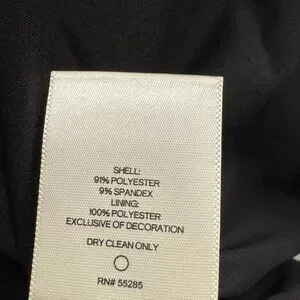 SHELL:
91% POLYESTER
9% SPANDEX
LINING:
100% POLYESTER
EXCLUSIVE OF DECORATION
DRY CLEAN ONLY
RN# 55285